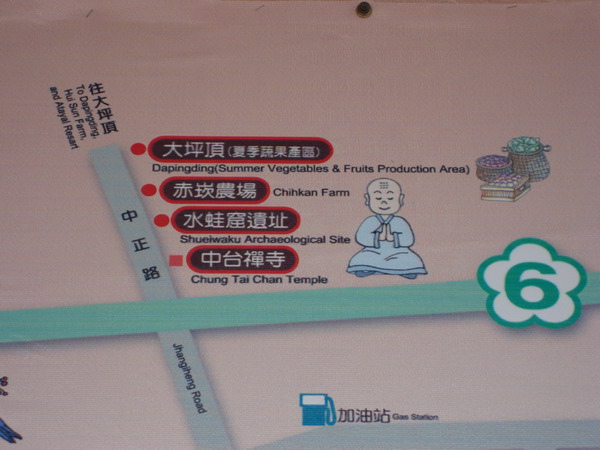 往大坪頂
To Dapingding,
Hui Sun Farm,
and Atayal Resart
大坪頂(夏季蔬果產區)
Dapingding(Summer Vegetables & Fruits Production Area)
赤崁農場 Chihkan Farm
水蛙窟遺址
Shueiwaku Archaeological Site
中台禪寺
Chung Tai Chan Temple
中正路
6
Jhangjheng Road
加油站 Gas Station